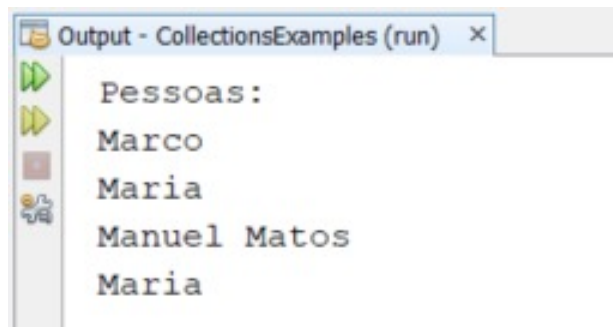 Output - CollectionsExamples (run)
Pessoas:
Marco
Maria
Manuel Matos
Maria